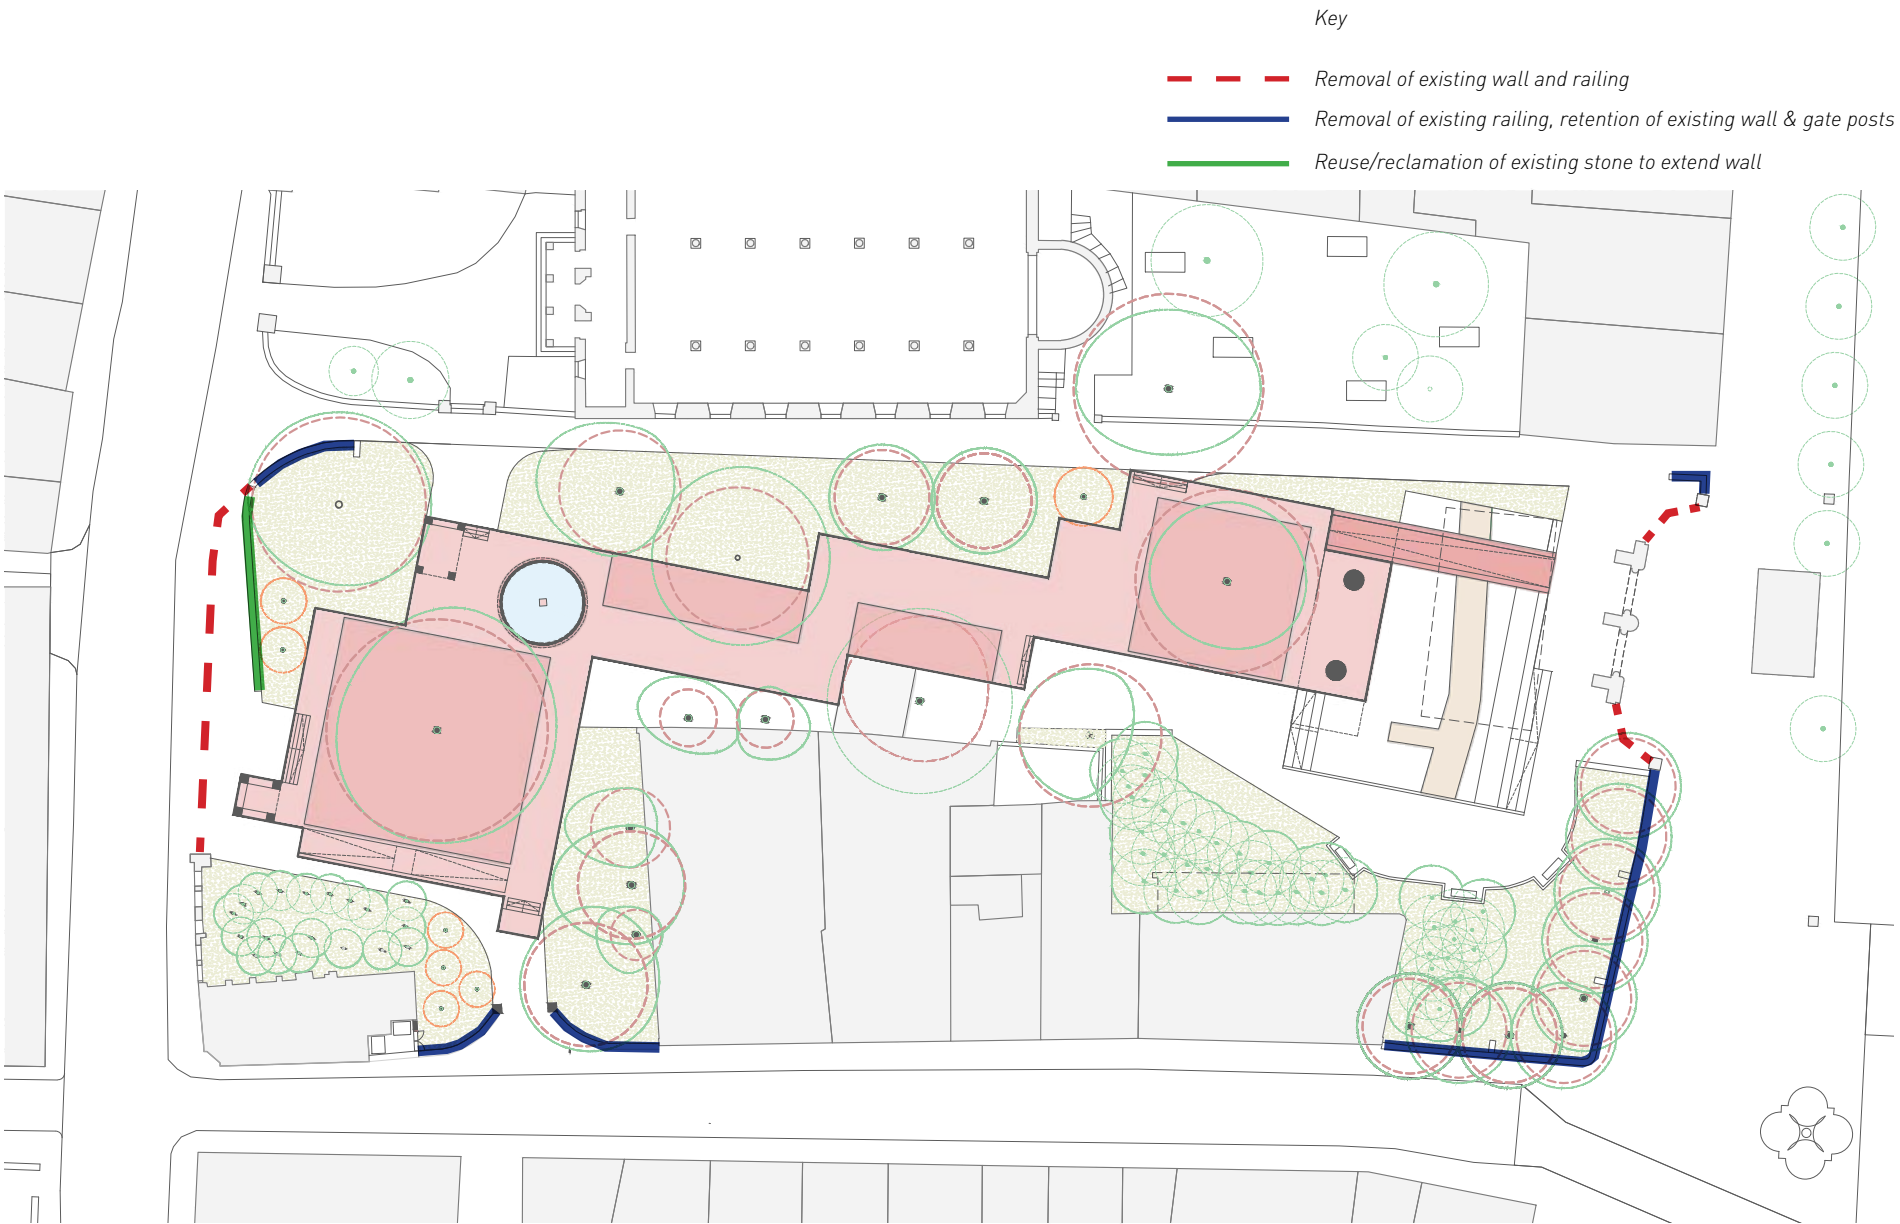 Key
Removal of existing wall and railing
Removal of existing railing, retention of existing wall & gate posts
Reuse/reclamation of existing stone to extend wall